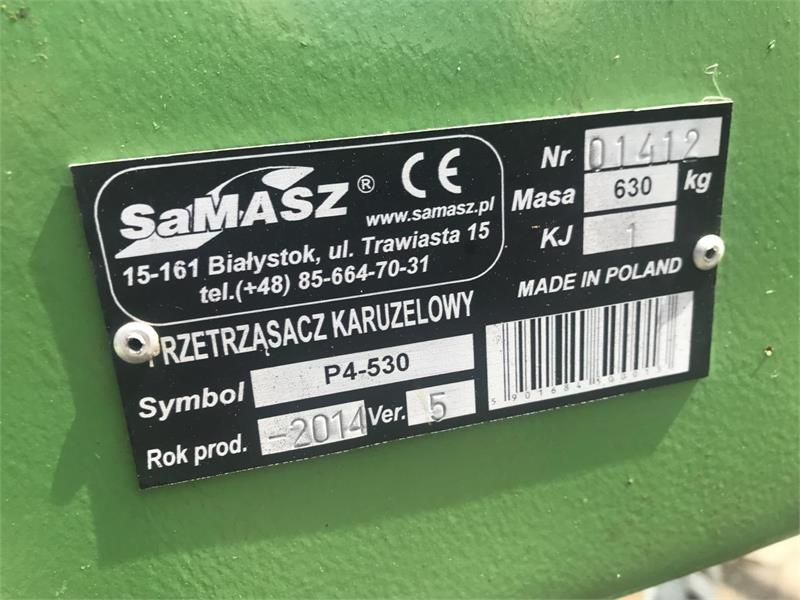 SaMASZ ® CE
www.samasz.pl
15-161 Białystok, ul. Trawiasta 15
tel.(+48) 85-664-70-31
Nr 01412
Masa 630 kg
KJ 1
MADE IN POLAND
PRZETRZĄSACZ KARUZELOWY
Symbol P4-530
Rok prod. -2014 Ver. 5